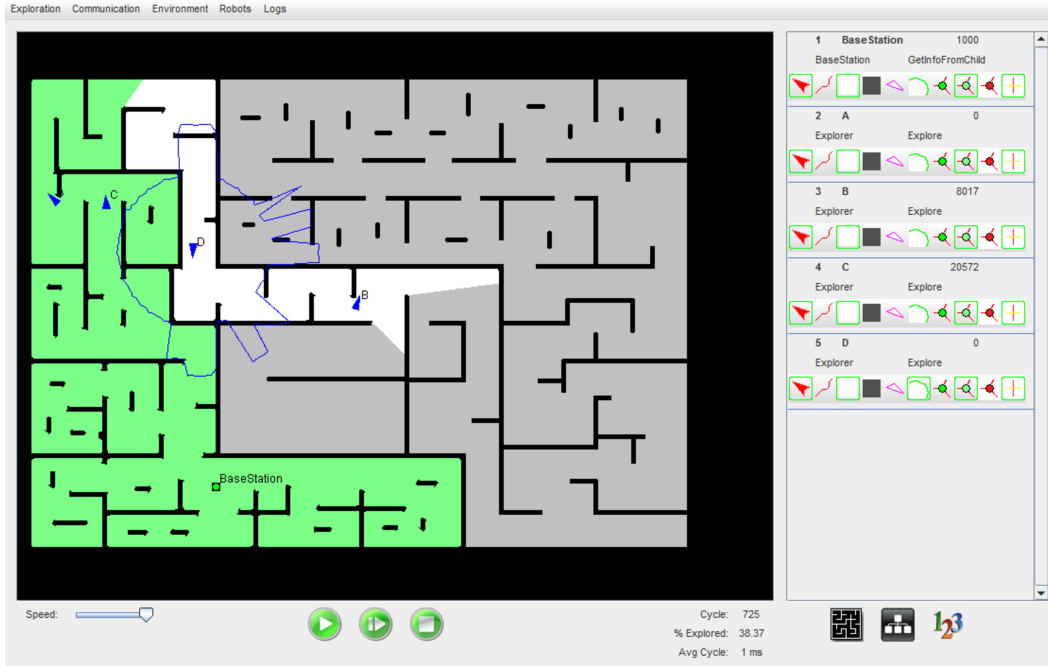 Exploration Communication Environment Robots Logs
1 BaseStation 1000
BaseStation GetInfoFromChild
2 A 0
Explorer Explore
3 B 8017
Explorer Explore
4 C 20572
Explorer Explore
5 D 0
Explorer Explore
C
D
B
BaseStation
Speed:
Cycle: 725
% Explored: 38.37
Avg Cycle: 1 ms
123